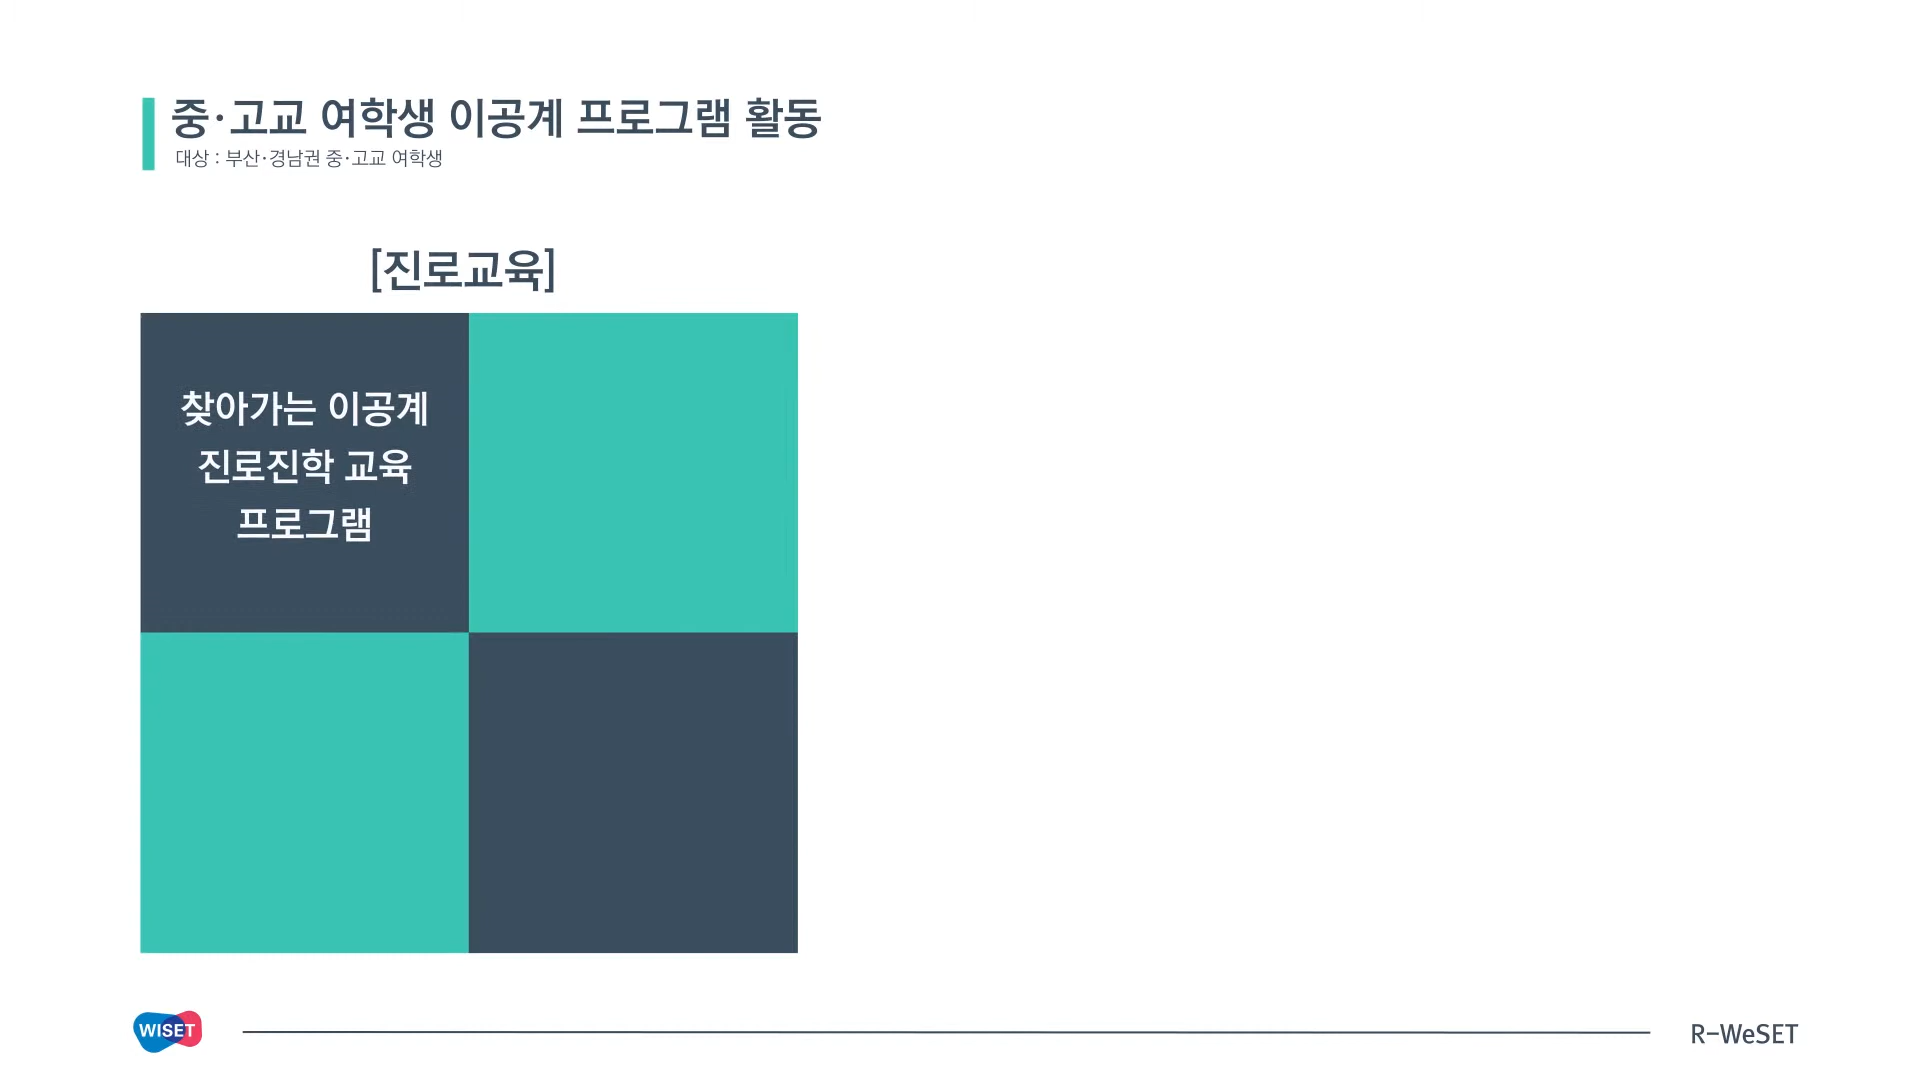 중·고교 여학생 이공계 프로그램 활동
대상 : 부산·경남권 중·고교 여학생
[진로교육]
찾아가는 이공계
진로진학 교육
프로그램
WISET
R-WeSET